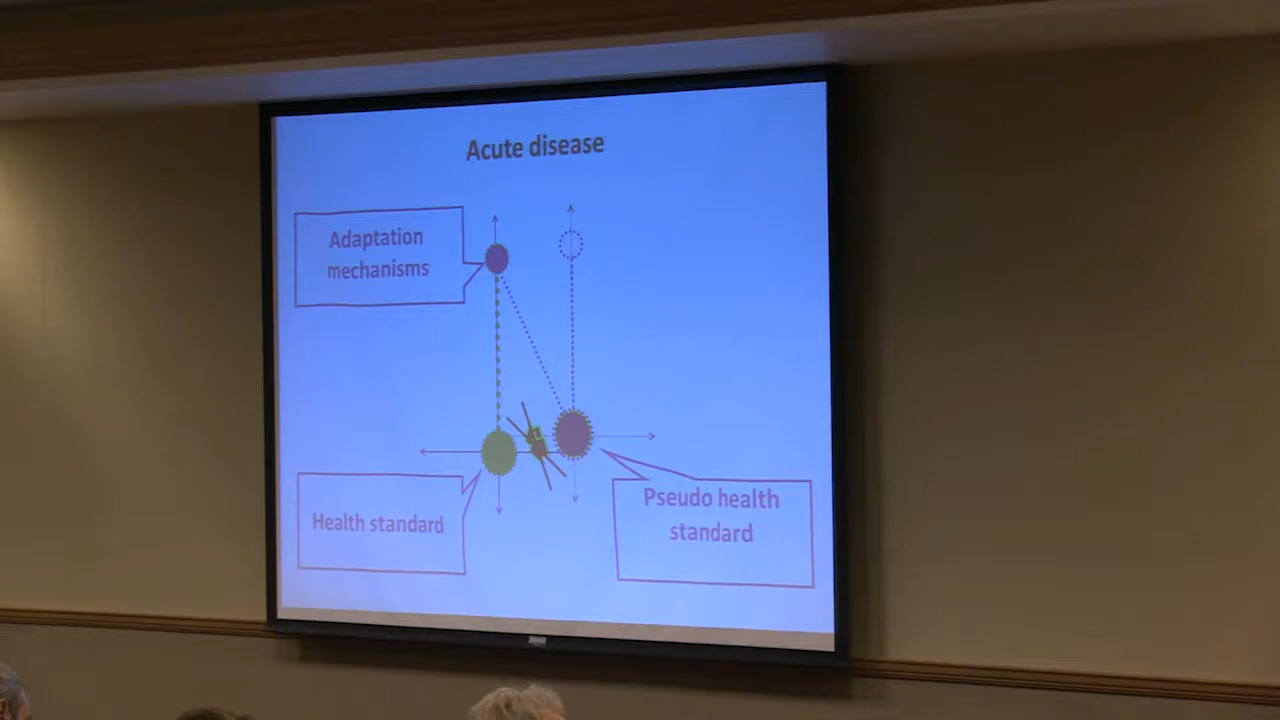 Acute disease
Adaptation
mechanisms
Health standard
Pseudo health
standard